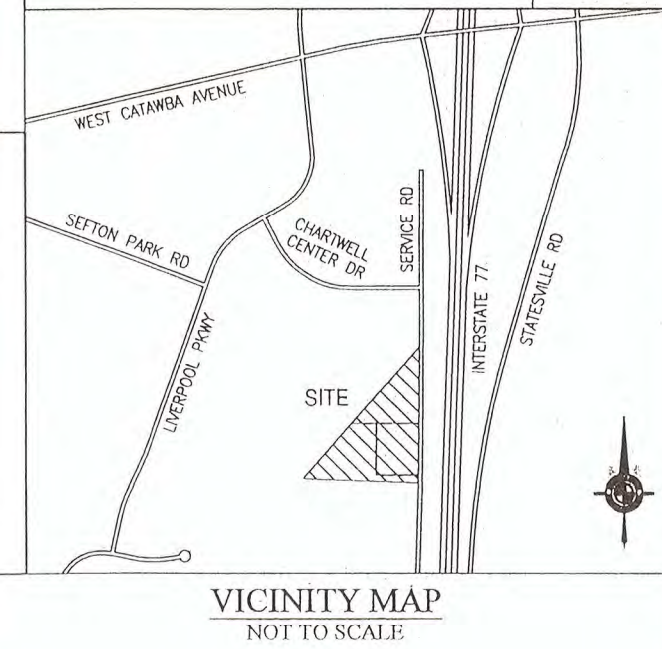 WEST CATAWBA AVENUE
SEFTON PARK RD
CHARTWELL
CENTER DR
SERVICE RD
INTERSTATE 77
STATESVILLE RD
LIVERPOOL PKWY
SITE
VICINITY MAP
NOT TO SCALE